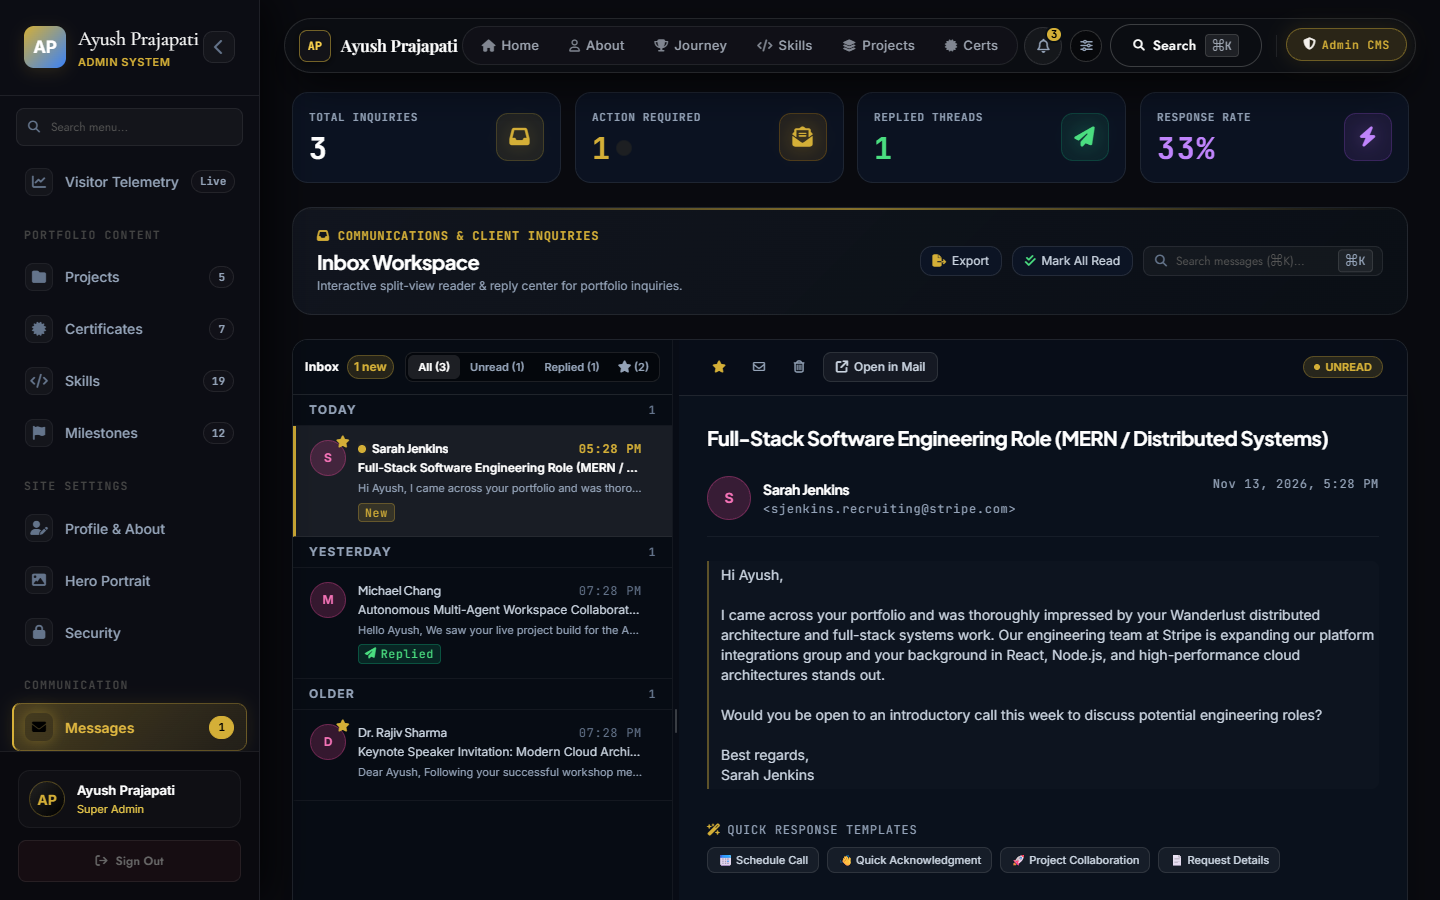 AP
Ayush Prajapati
ADMIN SYSTEM
Search menu...
Visitor Telemetry
Live
PORTFOLIO CONTENT
Projects
5
Certificates
7
Skills
19
Milestones
12
SITE SETTINGS
Profile & About
Hero Portrait
Security
COMMUNICATION
Messages
1
AP
Ayush Prajapati
Super Admin
Sign Out
AP
Ayush Prajapati
Home
About
Journey
Skills
Projects
Certs
3
Search
⌘K
Admin CMS
TOTAL INQUIRIES
3
ACTION REQUIRED
1
REPLIED THREADS
1
RESPONSE RATE
33%
COMMUNICATIONS & CLIENT INQUIRIES
Inbox Workspace
Interactive split-view reader & reply center for portfolio inquiries.
Export
Mark All Read
Search messages (⌘K)...
⌘K
Inbox
1 new
All (3)
Unread (1)
Replied (1)
(2)
TODAY
1
S
Sarah Jenkins
05:28 PM
Full-Stack Software Engineering Role (MERN / ...
Hi Ayush, I came across your portfolio and was thoro...
New
YESTERDAY
1
M
Michael Chang
07:28 PM
Autonomous Multi-Agent Workspace Collaborat...
Hello Ayush, We saw your live project build for the A...
Replied
OLDER
1
D
Dr. Rajiv Sharma
07:28 PM
Keynote Speaker Invitation: Modern Cloud Archi...
Dear Ayush, Following your successful workshop me...
Open in Mail
UNREAD
Full-Stack Software Engineering Role (MERN / Distributed Systems)
S
Sarah Jenkins
Nov 13, 2026, 5:28 PM
<sjenkins.recruiting@stripe.com>
Hi Ayush,
I came across your portfolio and was thoroughly impressed by your Wanderlust distributed
architecture and full-stack systems work. Our engineering team at Stripe is expanding our platform
integrations group and your background in React, Node.js, and high-performance cloud
architectures stands out.
Would you be open to an introductory call this week to discuss potential engineering roles?
Best regards,
Sarah Jenkins
QUICK RESPONSE TEMPLATES
Schedule Call
Quick Acknowledgment
Project Collaboration
Request Details